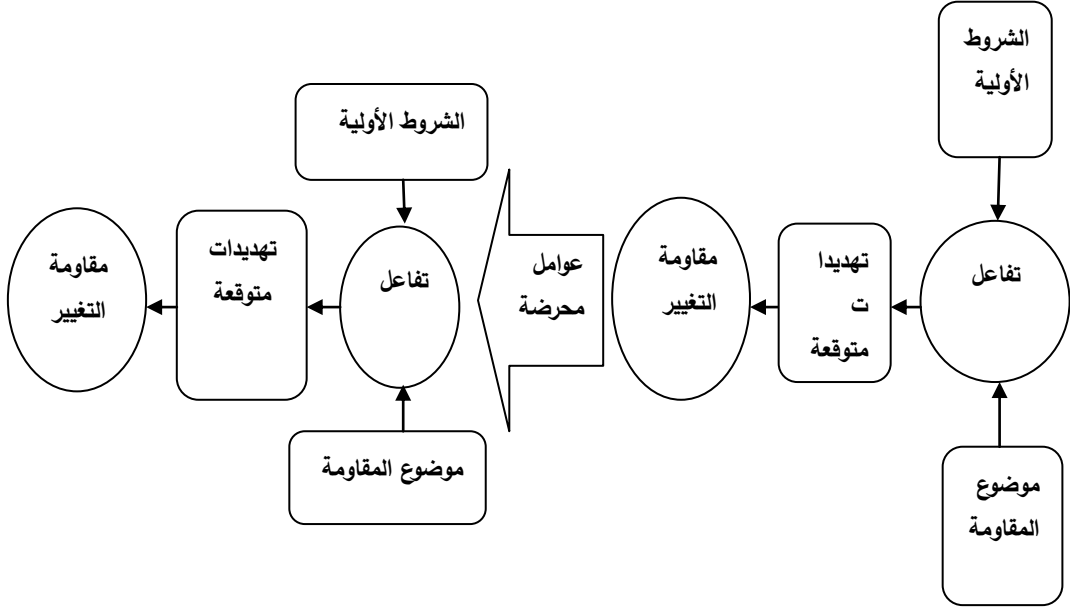 الشروط
الأولية
تفاعل
موضوع
المقاومة
تهديدا
ت
متوقعة
مقاومة
التغيير
عوامل
محرضة
الشروط الأولية
تفاعل
موضوع المقاومة
تهديدات
متوقعة
مقاومة
التغيير